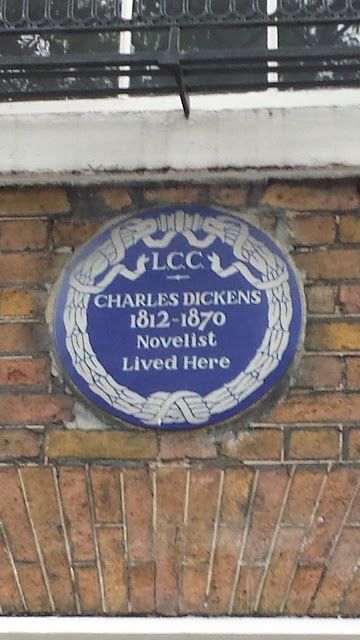 L.C.C.
CHARLES DICKENS
1812-1870
Novelist
Lived Here